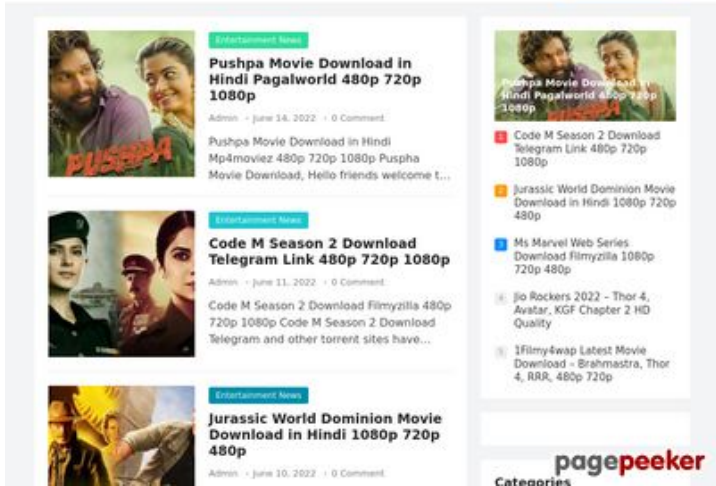 Entertainment News
Pushpa Movie Download in
Hindi Pagalworld 480p 720p
1080p
Admin - June 14, 2022 - 0 Comment
Pushpa Movie Download in Hindi
Mp4moviez 480p 720p 1080p Puspha
Movie Download, Hello friends welcome t...
PUSHPA
Entertainment News
Code M Season 2 Download
Telegram Link 480p 720p 1080p
Admin - June 11, 2022 - 0 Comment
Code M Season 2 Download Filmyzilla 480p
720p 1080p Code M Season 2 Download
Telegram and other torrent sites have...
Entertainment News
Jurassic World Dominion Movie
Download in Hindi 1080p 720p
480p
Admin - June 10, 2022 - 0 Comment
Pushpa Movie Download in
Hindi Pagalworld 480p 720p
1080p
1 Code M Season 2 Download
Telegram Link 480p 720p
1080p
2 Jurassic World Dominion Movie
Download in Hindi 1080p 720p
480p
3 Ms Marvel Web Series
Download Filmyzilla 1080p
720p 480p
4 Jio Rockers 2022 – Thor 4,
Avatar, KGF Chapter 2 HD
Quality
5 1Filmy4wap Latest Movie
Download – Brahmastra, Thor
4, RRR, 480p 720p
Categories
pagepeeker.com